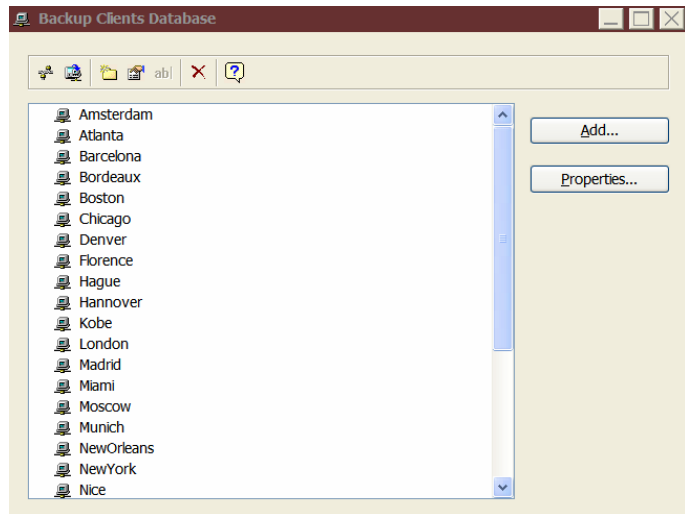 Backup Clients Database
ab|
Amsterdam
Atlanta
Barcelona
Bordeaux
Boston
Chicago
Denver
Florence
Hague
Hannover
Kobe
London
Madrid
Miami
Moscow
Munich
NewOrleans
NewYork
Nice
Add...
Properties...